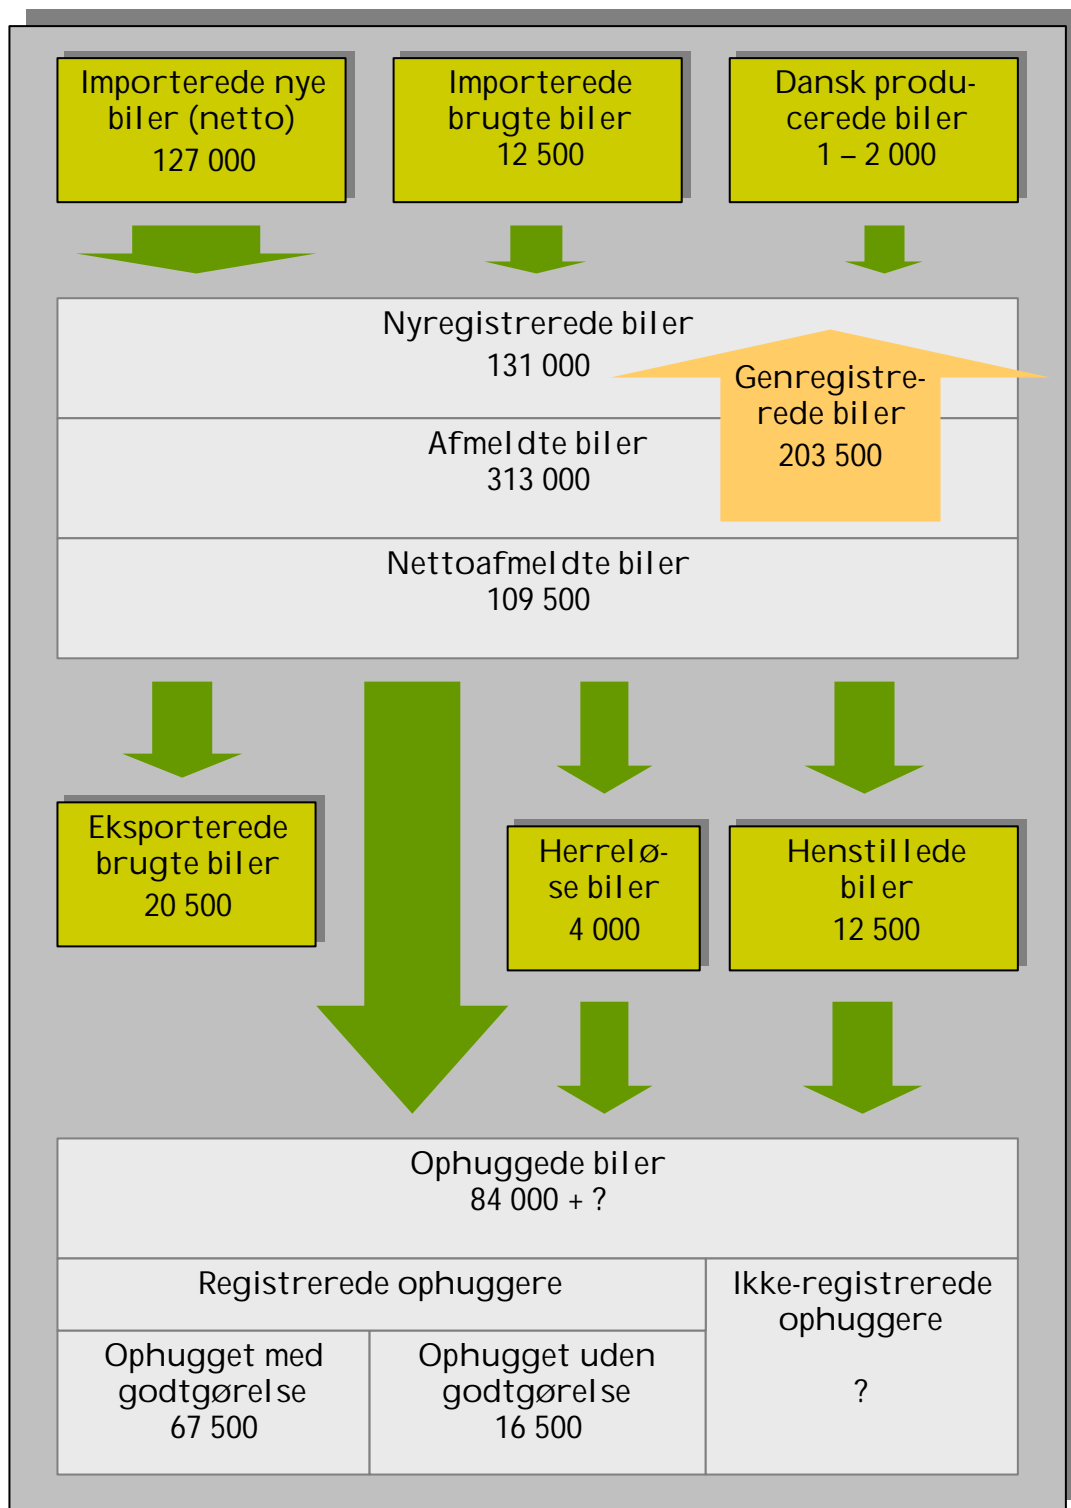 Importerede nye
biler (netto)
127 000
Importerede
brugte biler
12 500
Dansk produ-
cerede biler
1 – 2 000
Nyregistrerede biler
131 000
Genregistre-
rede biler
203 500
Afmeldte biler
313 000
Nettoafmeldte biler
109 500
Eksporterede
brugte biler
20 500
Herrelø-
se biler
4 000
Henstillede
biler
12 500
Ophuggede biler
84 000 + ?
Registrerede ophuggere
Ikke-registrerede
ophuggere
?
Ophugget med
godtgørelse
67 500
Ophugget uden
godtgørelse
16 500